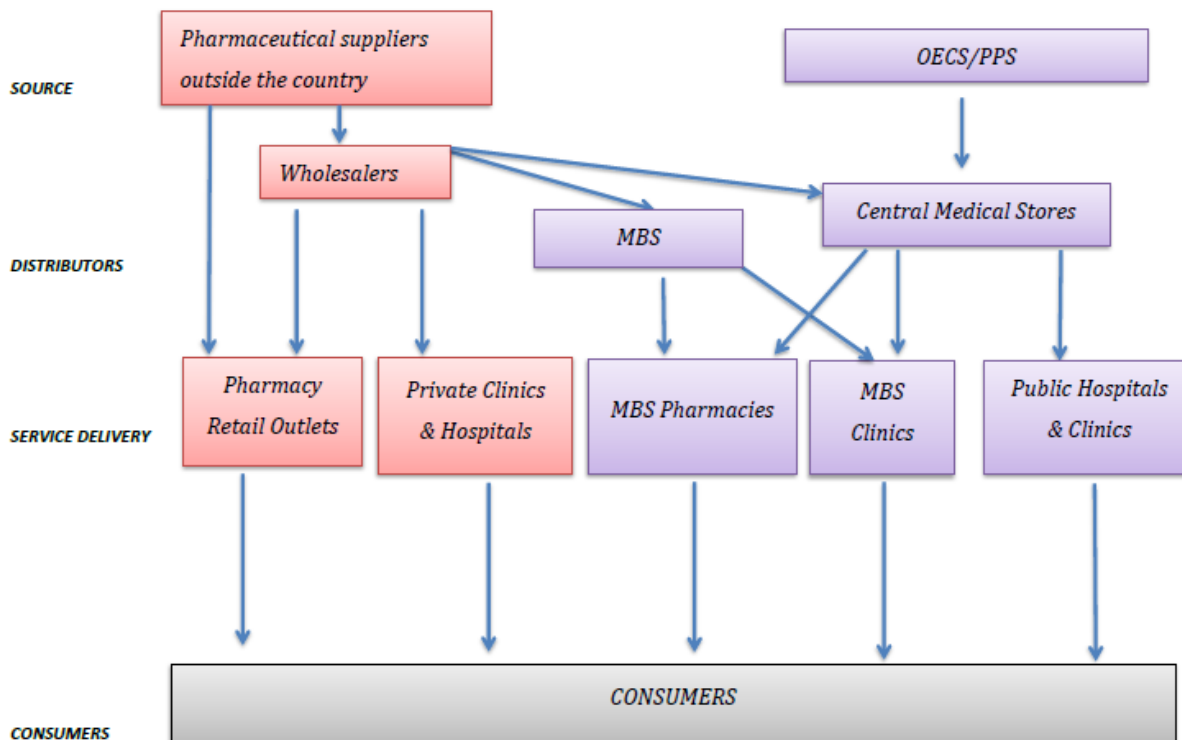 Pharmaceutical suppliers
outside the country
OECS/PPS
SOURCE
Wholesalers
Central Medical Stores
MBS
DISTRIBUTORS
Pharmacy
Retail Outlets
Private Clinics
& Hospitals
MBS Pharmacies
MBS
Clinics
Public Hospitals
& Clinics
SERVICE DELIVERY
CONSUMERS
CONSUMERS